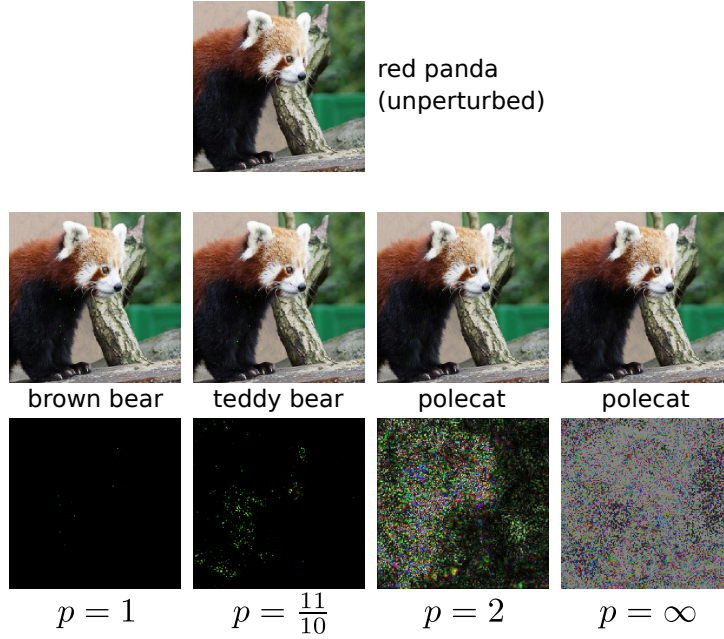 red panda
(unperturbed)
brown bear teddy bear polecat polecat
p = 1 p = 11/10 p = 2 p = ∞